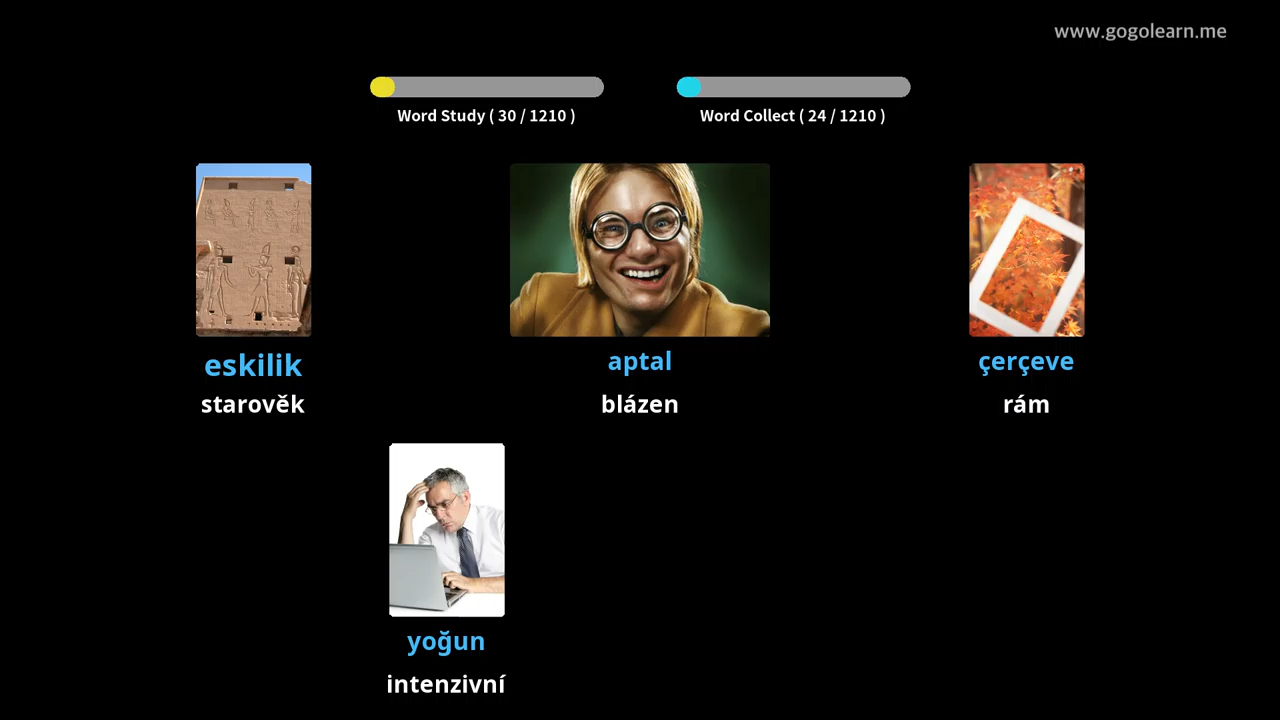 www.gogolearn.me
Word Study ( 30 / 1210 )
Word Collect ( 24 / 1210 )
eskilik
starověk
aptal
blázen
çerçeve
rám
yoğun
intenzivní